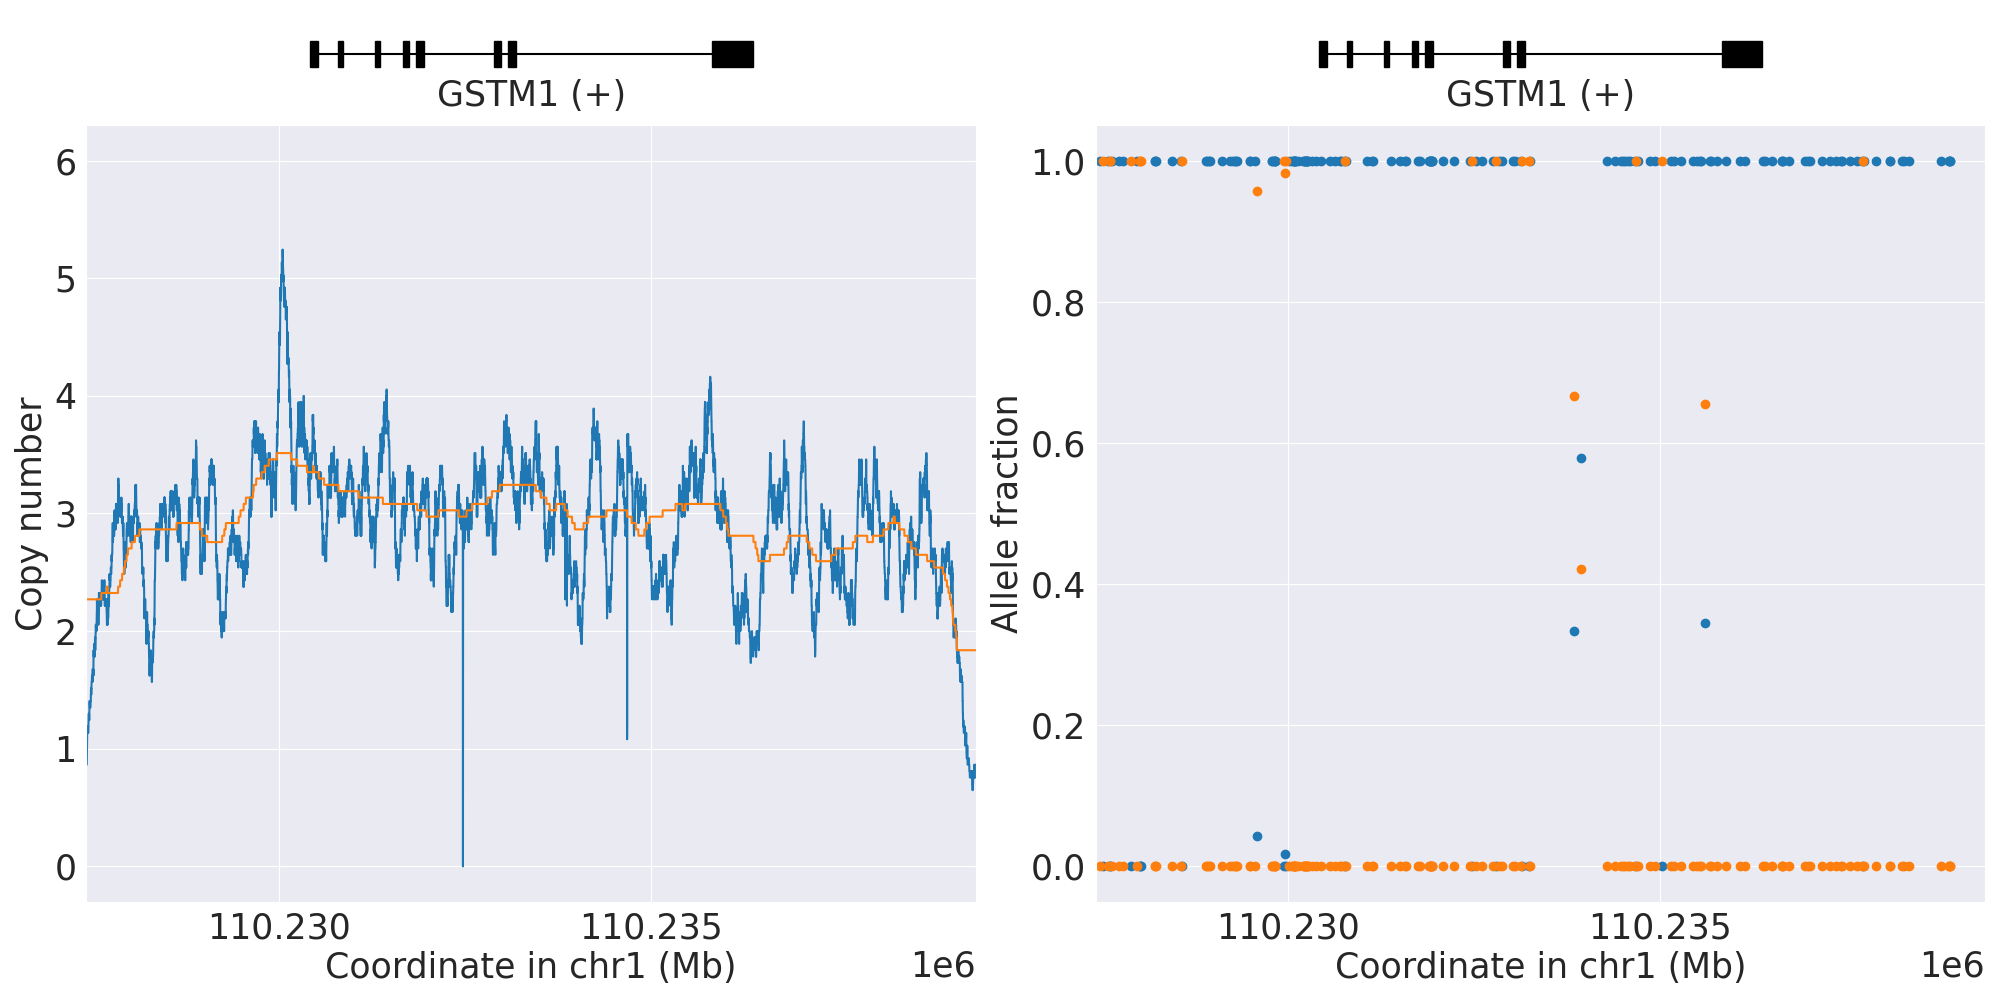 GSTM1 (+)
6
5
4
3
2
1
0
Copy number
110.230
110.235
Coordinate in chr1 (Mb)
1e6
GSTM1 (+)
1.0
0.8
0.6
0.4
0.2
0.0
Allele fraction
110.230
110.235
Coordinate in chr1 (Mb)
1e6